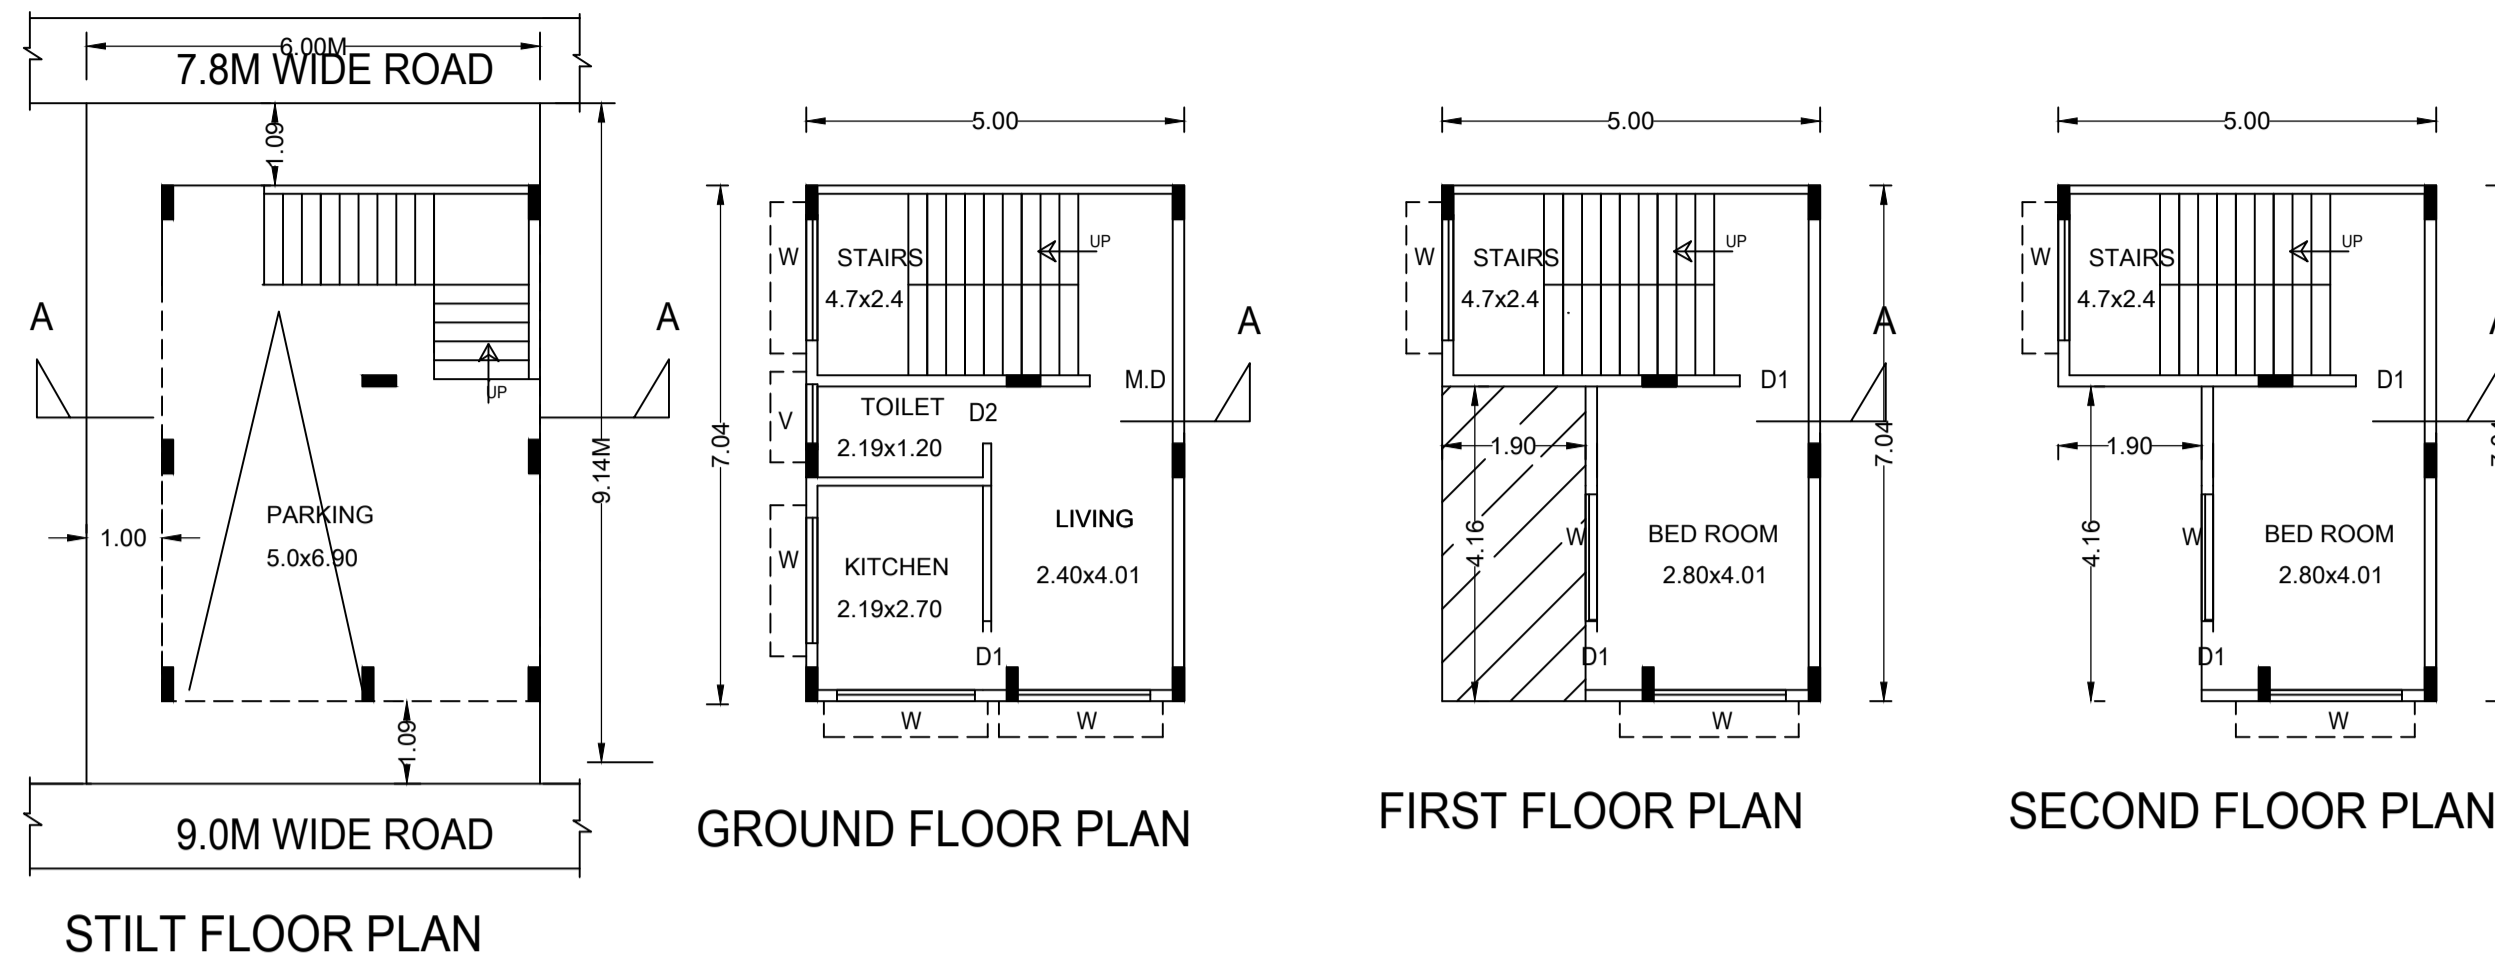 6.00M
7.8M WIDE ROAD
1.09
A
A
UP
9.14M
PARKING
5.0x6.90
1.00
1.09
9.0M WIDE ROAD
STILT FLOOR PLAN
5.00
W
STAIRS
4.7x2.4
UP
A
M.D
TOILET
D2
V
2.19x1.20
7.04
LIVING
2.40x4.01
W
KITCHEN
2.19x2.70
D1
W
W
GROUND FLOOR PLAN
5.00
W
STAIRS
4.7x2.4
UP
A
D1
1.90
7.04
4.16
W
BED ROOM
2.80x4.01
D1
W
FIRST FLOOR PLAN
5.00
W
STAIRS
4.7x2.4
UP
D1
1.90
4.16
W
BED ROOM
2.80x4.01
D1
W
SECOND FLOOR PLAN